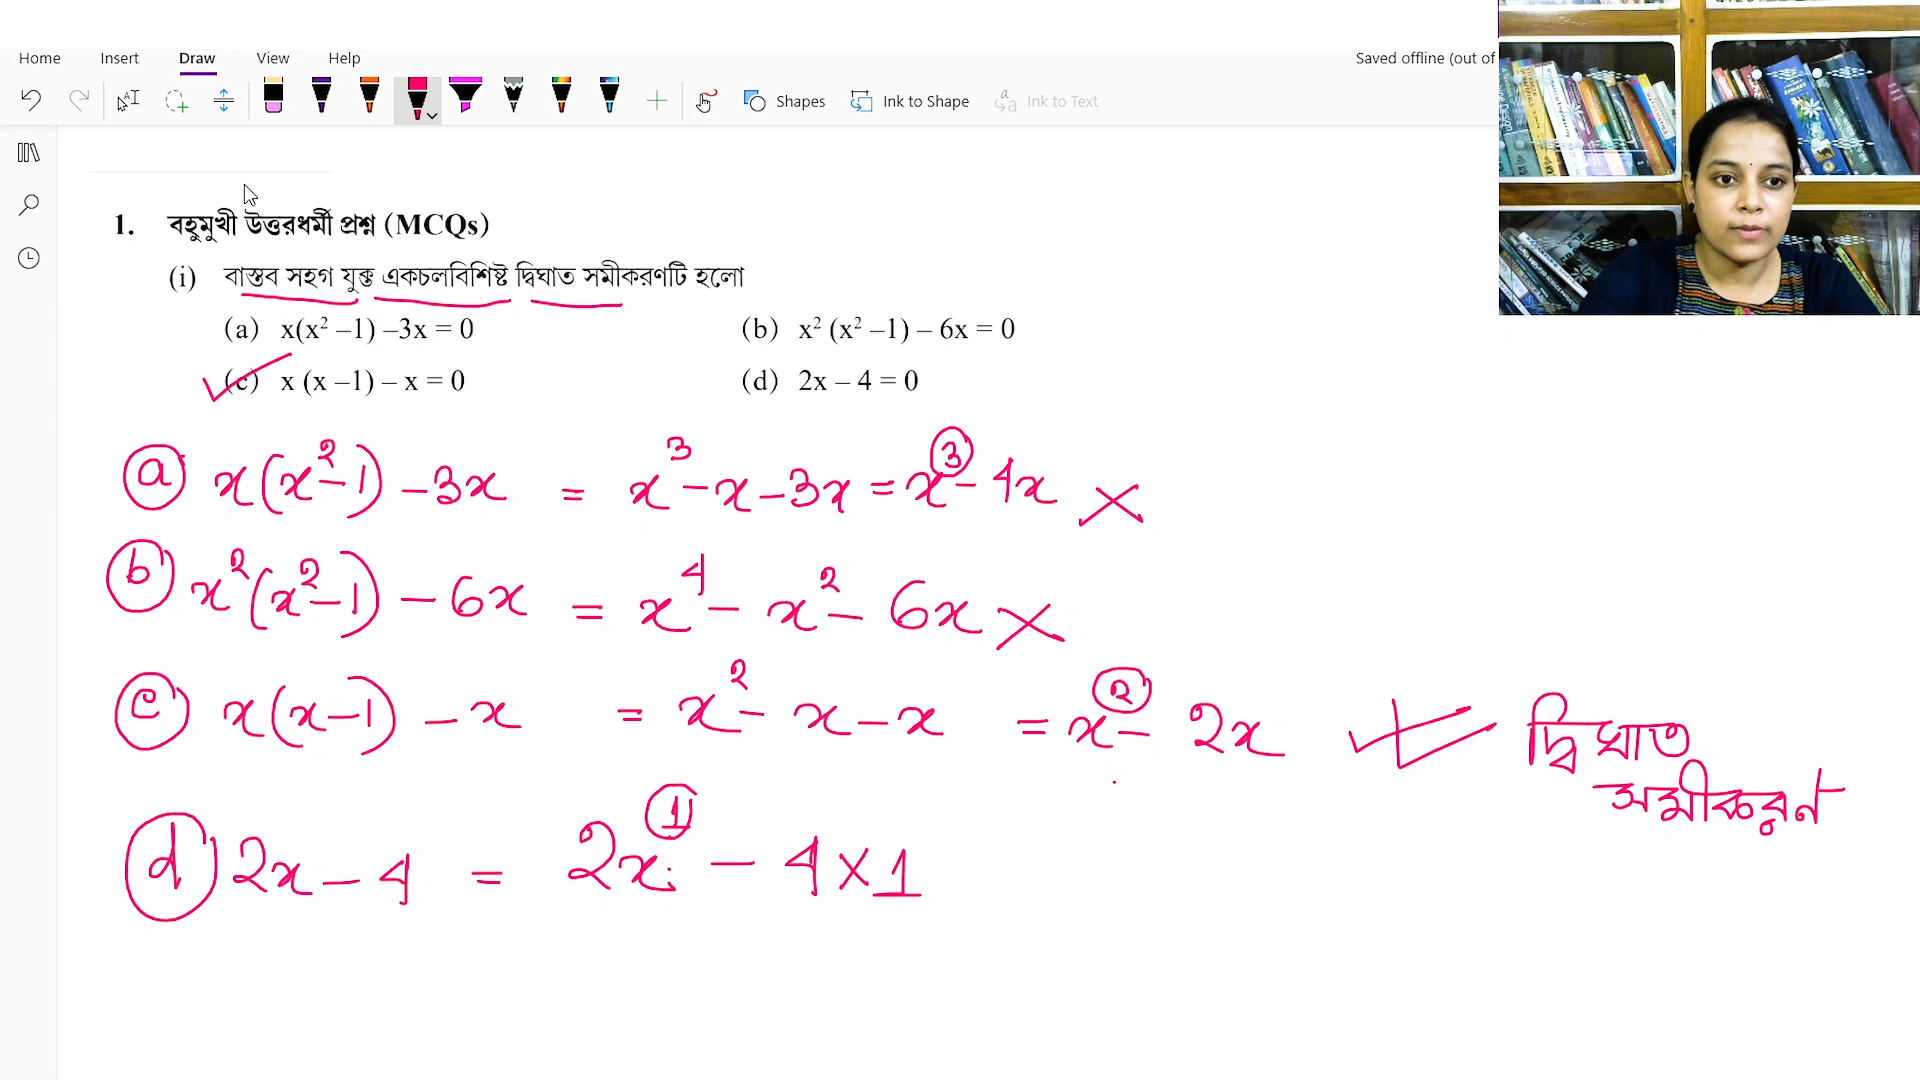 Home Insert Draw View Help Saved offline (out of
Shapes Ink to Shape Ink to Text
1. বহুমুখী উত্তরধর্মী প্রশ্ন (MCQs)
(i) বাস্তব সহগ যুক্ত একচলবিশিষ্ট দ্বিঘাত সমীকরণটি হলো
(a) x(x² –1) –3x = 0 (b) x² (x² –1) – 6x = 0
(c) x (x –1) – x = 0 (d) 2x – 4 = 0
a x(x²-1) -3x = x³-x-3x = x³-4x ×
b x²(x²-1) - 6x = x⁴- x²- 6x ×
c x(x-1) - x = x²- x-x = x²- 2x দ্বিঘাত
সমীকরণ
d 2x-4 = 2x¹ - 4×1